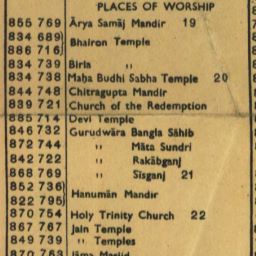 PLACES OF WORSHIP
855 769 Ārya Samāj Mandir 19
834 689)
886 716) Bhairon Temple
834 739 Birla „
834 738 Maha Budhi Sabha Temple 20
844 748 Chitragupta Mandir
839 721 Church of the Redemption
885 714 Devi Temple
846 732 Gurudwāra Bangla Sāhib
872 744 „ Māta Sundri
842 722 „ Rakābganj
868 769 „ Sīsganj 21
852 736)
822 795) Hanumān Mandir
870 754 Holy Trinity Church 22
867 767 Jain Temple
849 739 „ Temples
870 763 Jāma Masjid